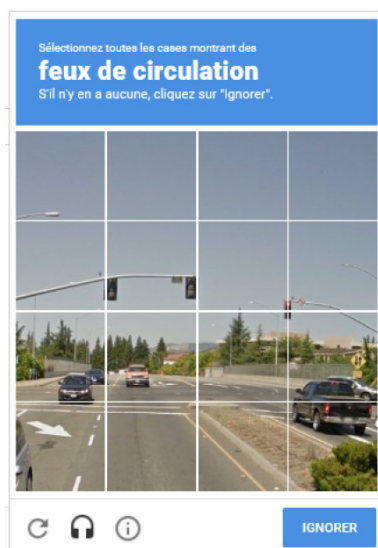 Sélectionnez toutes les cases montrant des
feux de circulation
S'il n'y en a aucune, cliquez sur "Ignorer".
IGNORER